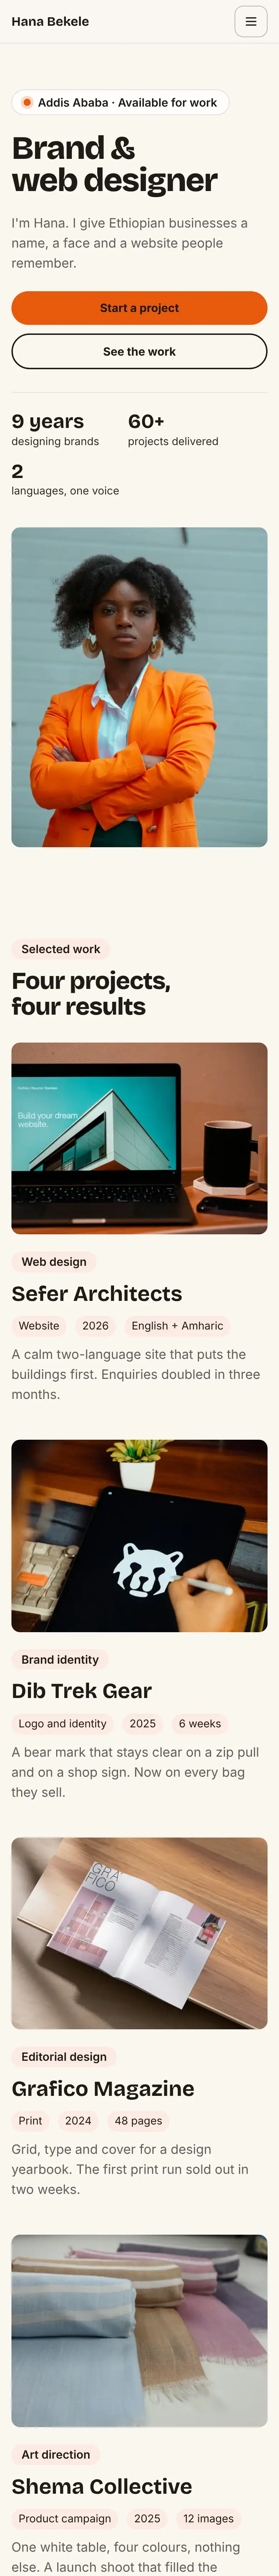 Hana Bekele
Addis Ababa · Available for work
Brand &
web designer
I'm Hana. I give Ethiopian businesses a
name, a face and a website people
remember.
Start a project
See the work
9 years
designing brands
60+
projects delivered
2
languages, one voice
Selected work
Four projects,
four results
Build your dream
website.
Web design
Sefer Architects
Website
2026
English + Amharic
A calm two-language site that puts the
buildings first. Enquiries doubled in three
months.
Brand identity
Dib Trek Gear
Logo and identity
2025
6 weeks
A bear mark that stays clear on a zip pull
and on a shop sign. Now on every bag
they sell.
GRA
FICO
Editorial design
Grafico Magazine
Print
2024
48 pages
Grid, type and cover for a design
yearbook. The first print run sold out in
two weeks.
Art direction
Shema Collective
Product campaign
2025
12 images
One white table, four colours, nothing
else. A launch shoot that filled the